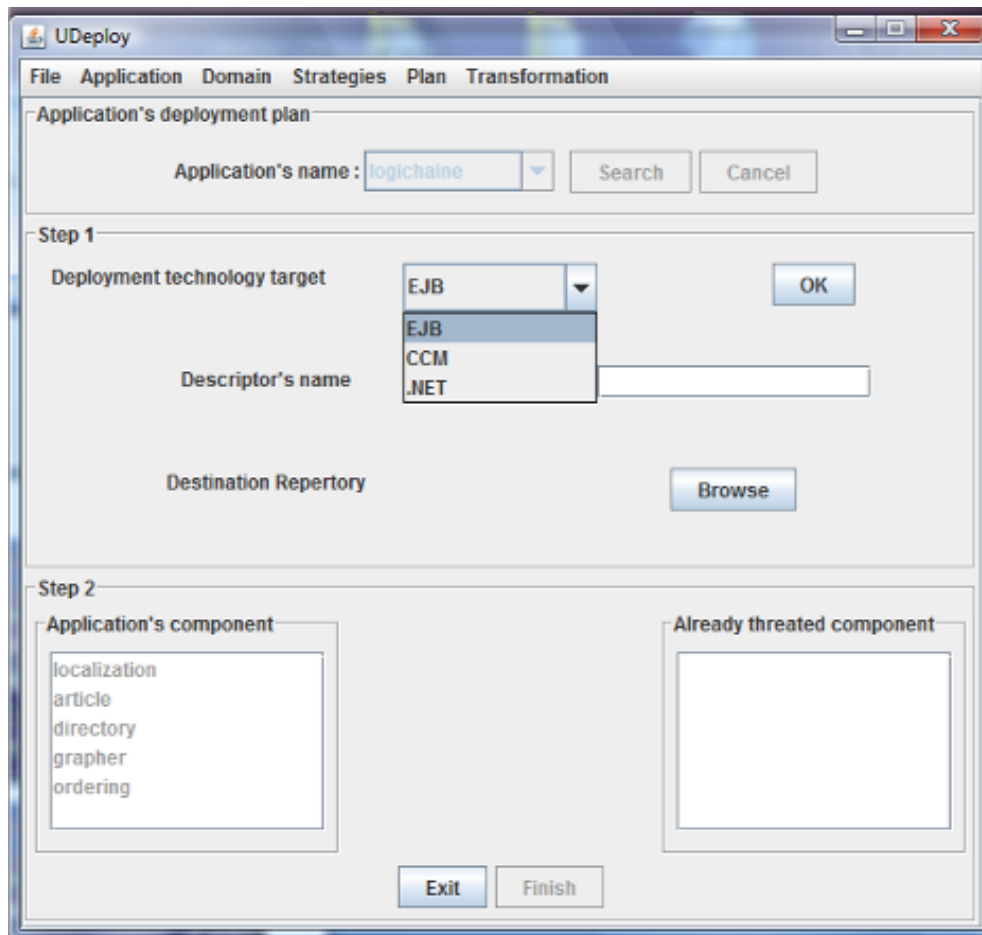 UDeploy
File Application Domain Strategies Plan Transformation
Application's deployment plan
Application's name : logichaine Search Cancel
Step 1
Deployment technology target EJB OK
EJB
CCM
.NET
Descriptor's name
Destination Repertory Browse
Step 2
Application's component
localization
article
directory
grapher
ordering
Already threated component
Exit Finish